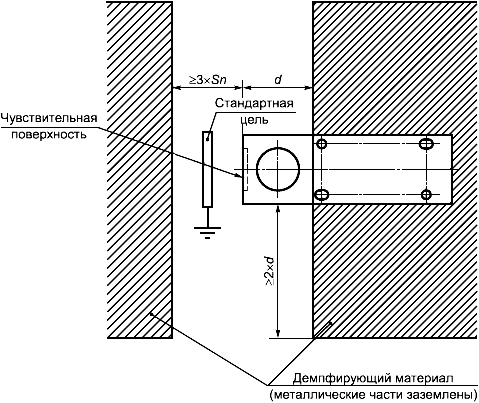 ≥3×Sn
d
Стандартная
цель
Чувствительная
поверхность
≥2×d
Демпфирующий материал
(металлические части заземлены)